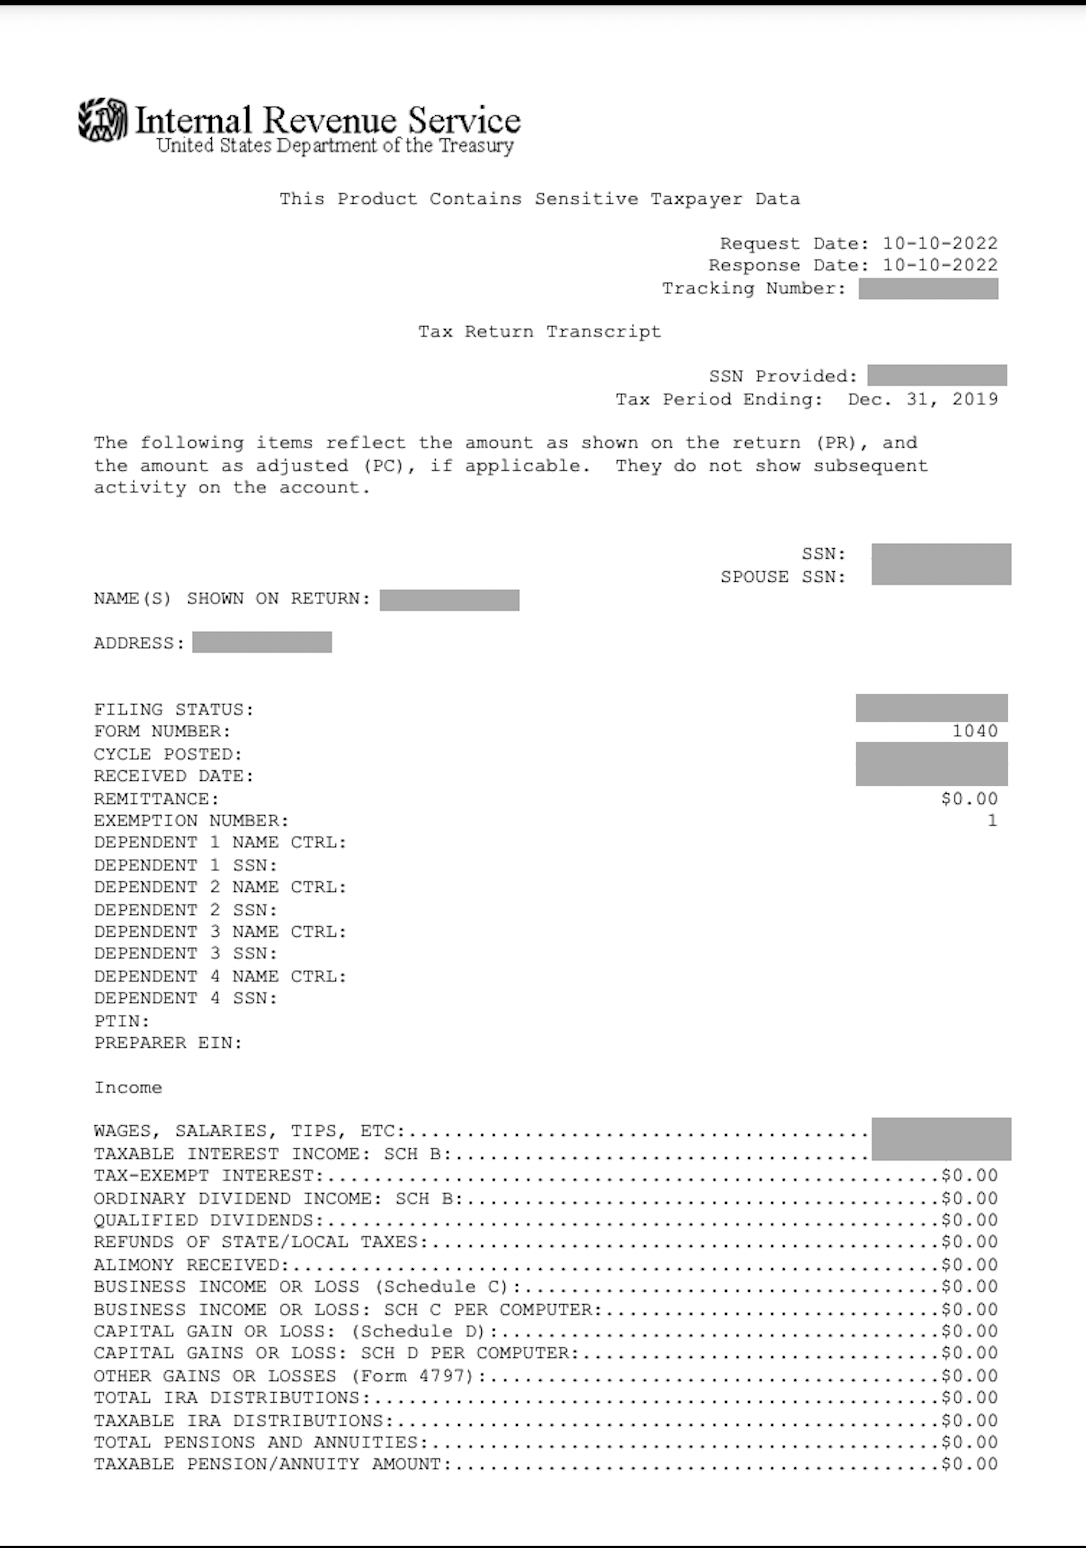 Internal Revenue Service
United States Department of the Treasury
This Product Contains Sensitive Taxpayer Data
Request Date: 10-10-2022
Response Date: 10-10-2022
Tracking Number:
Tax Return Transcript
SSN Provided:
Tax Period Ending: Dec. 31, 2019
The following items reflect the amount as shown on the return (PR), and
the amount as adjusted (PC), if applicable. They do not show subsequent
activity on the account.
SSN:
SPOUSE SSN:
NAME(S) SHOWN ON RETURN:
ADDRESS:
FILING STATUS:
FORM NUMBER: 1040
CYCLE POSTED:
RECEIVED DATE:
REMITTANCE: $0.00
EXEMPTION NUMBER: 1
DEPENDENT 1 NAME CTRL:
DEPENDENT 1 SSN:
DEPENDENT 2 NAME CTRL:
DEPENDENT 2 SSN:
DEPENDENT 3 NAME CTRL:
DEPENDENT 3 SSN:
DEPENDENT 4 NAME CTRL:
DEPENDENT 4 SSN:
PTIN:
PREPARER EIN:
Income
WAGES, SALARIES, TIPS, ETC:........................................
TAXABLE INTEREST INCOME: SCH B:....................................
TAX-EXEMPT INTEREST:.....................................................$0.00
ORDINARY DIVIDEND INCOME: SCH B:.........................................$0.00
QUALIFIED DIVIDENDS:.....................................................$0.00
REFUNDS OF STATE/LOCAL TAXES:............................................$0.00
ALIMONY RECEIVED:........................................................$0.00
BUSINESS INCOME OR LOSS (Schedule C):....................................$0.00
BUSINESS INCOME OR LOSS: SCH C PER COMPUTER:.............................$0.00
CAPITAL GAIN OR LOSS: (Schedule D):......................................$0.00
CAPITAL GAINS OR LOSS: SCH D PER COMPUTER:...............................$0.00
OTHER GAINS OR LOSSES (Form 4797):.......................................$0.00
TOTAL IRA DISTRIBUTIONS:.................................................$0.00
TAXABLE IRA DISTRIBUTIONS:...............................................$0.00
TOTAL PENSIONS AND ANNUITIES:............................................$0.00
TAXABLE PENSION/ANNUITY AMOUNT:..........................................$0.00